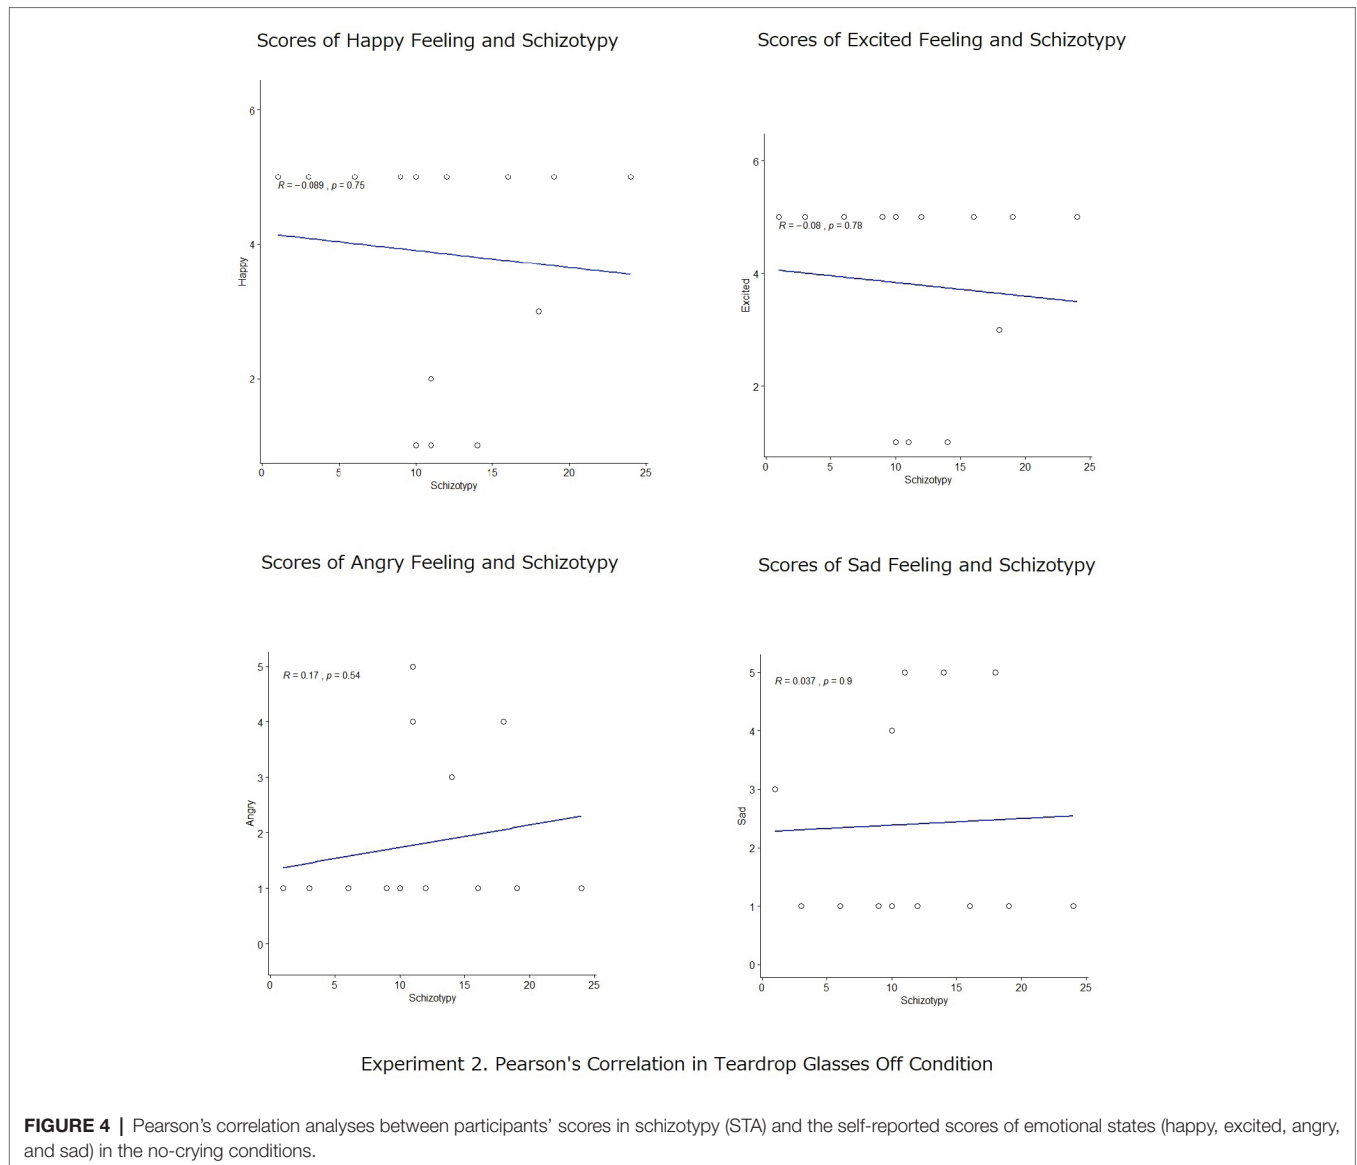 Scores of Happy Feeling and Schizotypy
6
4
2
Happy
R = −0.089 , p = 0.75
0 5 10 15 20 25
Schizotypy
Scores of Excited Feeling and Schizotypy
6
4
2
Excited
R = −0.08 , p = 0.78
0 5 10 15 20 25
Schizotypy
Scores of Angry Feeling and Schizotypy
5
4
3
2
1
0
Angry
R = 0.17 , p = 0.54
0 5 10 15 20 25
Schizotypy
Scores of Sad Feeling and Schizotypy
5
4
3
2
1
0
Sad
R = 0.037 , p = 0.9
0 5 10 15 20 25
Schizotypy
Experiment 2. Pearson's Correlation in Teardrop Glasses Off Condition
FIGURE 4 | Pearson’s correlation analyses between participants’ scores in schizotypy (STA) and the self-reported scores of emotional states (happy, excited, angry,
and sad) in the no-crying conditions.